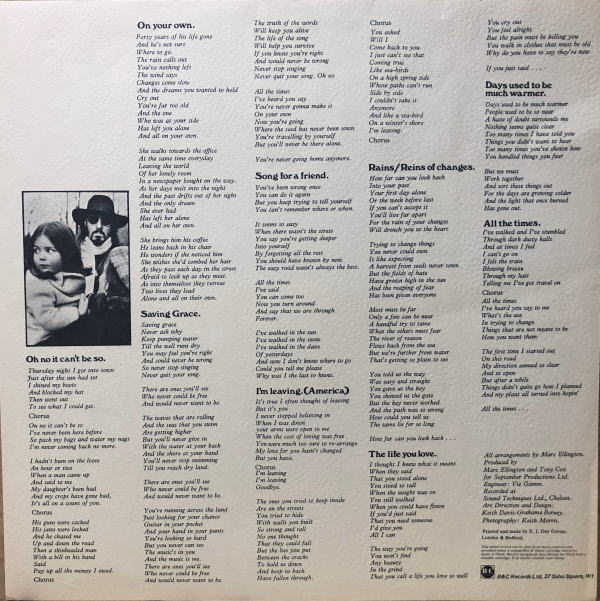 Oh no it can't be so.
Thursday night I got into town
Just after the sun had set
I shined my boots
And blocked my hat
Then went out
To see what I could get.
Chorus
On no it can't be so
I've never been here before
So pack my bags and water my nags
I'm never coming back no more.
I hadn't been on the loose
An hour or two
When a man came up
And said to me
My daughter's been had
And my crops have gone bad,
It's all on a count of you.
Chorus
His guns were cocked
His jaws were locked
And he chased me
Up and down the road
Then a thinheaded man
With a bill in his hand
Said
Pay up all the money I owed.
Chorus
On your own.
Forty years of his life gone
And he's not sure
Where to go.
The rain calls out
You've nothing left
The wind says
Changes come slow
And the dreams you wanted to hold
Cry out
You're far too old
And the one
Who was at your side
Has left you alone
And all on your own.
She walks towards the office
At the same time everyday
Leaving the world
Of her lonely room
In a newspaper bought on the way.
As her days melt into the night
And the past drifts out of her sight
And the only dream
She ever had
Has left her alone
And all on her own.
She brings him his coffee
He leans back in his chair
He wonders if she noticed him
She wishes she'd combed her hair
As they pass each day in the street
Afraid to look up as they meet.
As into themselves they retreat
Two lives they lead
Alone and all on their own.
Saving Grace.
Saving grace
Never ask why
Keep pumping water
Till the well runs dry
You may feel you're right
And could never be wrong
So never stop singing
Never quit your song.
There are ones you'll see
Who never could be free
And would never want to be.
The waves that are rolling
And the seas that you swim
Are getting higher
But you'll never give in
With the water at your back
And the shore at your hand
You'll never stop swimming
Till you reach dry land.
There are ones you'll see
Who never could be free
And would never want to be.
You're running across the land
Just looking for your chance
Guitar in your pocket
And your hand in your pants
You're looking so hard
But you never can see
The music's in you
And the music is me.
There are ones you'll see
Who never could be free
And would never want to be.
The truth of the words
Will keep you alive
The life of the song
Will help you survive
If you know you're right
And would never be wrong
Never stop singing
Never quit your song. Oh no
All the times
I've heard you say
You're never gonna make it
On your own
Now you're going
Where the seed has never been sown
You're travelling by yourself
But you'll never be there alone.
You're never going home anymore.
Song for a friend.
You've been wrong once
You can do it again
But you keep trying to tell yourself
You can't remember where or when.
It seems to easy
When there wasn't the stress
You say you're getting deeper
Into yourself
By forgetting all the rest
You should have known by now
The easy road wasn't always the best.
All the times
I've said
You can come too
Now you turn around
And say that we are through
Forever.
I've walked in the sun
I've walked in the snow
I've walked in the daze
Of yesterdays
And now I don't know where to go
Could you tell me please
Why was I the last to know.
I'm leaving. (America)
It's true I often thought of leaving
But it's you
I never stopped believing in
When I was down
your arms were open to me
When the cost of loving was free
You were much too sure to re-arrange
My love for you hasn't changed
But you have.
Chorus
I'm leaving
I'm leaving
Goodbye.
The ones you tried to keep inside
Are on the streets
You tried to hide
With walls you built
So strong and tall
No one thought
That they could fall
But the lies you put
Between the cracks
To hold us down
And keep us back
Have fallen through.
Chorus
You asked
Will I
Come back to you
I just can't see that
Coming true
Like sea-birds
On a high spring tide
Whose paths can't run
Side by side
I couldn't take it
Anymore
And like a sea-bird
On a winter's shore
I'm leaving.
Chorus
Rains/Reins of changes.
How far can you look back
Into your past
Your first day alone
Or the week before last
If you can't accept it
You'll live far apart
For the rain of your changes
Will drench you to the heart
Trying to change things
You never could own
Is like expecting
A harvest from seeds never sown
But the fields of hate
Have grown high in the sun
And the reaping of fear
Has been given everyone
Most must be far
Only a few can be near
A handful try to tame
What the others must fear
The river of reason
Flows back from the sea
But we're further from water
That's getting to plain to see
You told us the way
Was easy and straight
You gave us the key
You showed us the gate
But the key never worked
And the path was so wrong
How could you tell us
The same lie for so long
How far can you look back . . .
The life you love.
I thought I knew what it meant
When they said
That you stood alone
You stood so tall
When the weight was on
You still walked
When you could have flown
If you'd just said
That you need someone
I'd give you
All I can
The way you're going
You won't find
Any beauty
In the grind
That you call a life you love so well
You cry out
You feel alright
But the pain must be killing you
You walk in clothes that must be old
Why do you have to say they're new
If you just said . . .
Days used to be
much warmer.
Days used to be much warmer
People used to be so near
A haze of doubt surrounds me
Nothing seems quite clear
Too many times I have told you
Things you didn't want to hear
Too many times you've shown how
You handled things you fear
But we must
Work together
And sort these things out
For the days are growing colder
And the light that once burned
Has gone out.
All the times.
I've walked and I've stumbled
Through dark dusty halls
And at times I feel
I can't go on
I felt the train
Blowing breeze
Through my hair
Telling me I've got travel on
Chorus
All the times
I've heard you say to me
What's the use
In trying to change
Things that are not meant to be
How you want them
The first time I started out
On this road
My direction seemed to clear
And so open
But after a while
Things didn't quite go how I planned
And my plans all turned into hopin'
All the times . . .
All arrangements by Marc Ellington.
Produced by
Marc Ellington and Tony Cox
for September Productions Ltd.
Engineer: Vic Gamm.
Recorded at
Sound Techniques Ltd., Chelsea.
Art Direction and Design:
Keith Davis/Grahame Berney.
Photography: Keith Morris.
Printed and made by E. J. Day Group,
London & Bedford.
BC
B&C Records Ltd, 37 Soho Square, W1